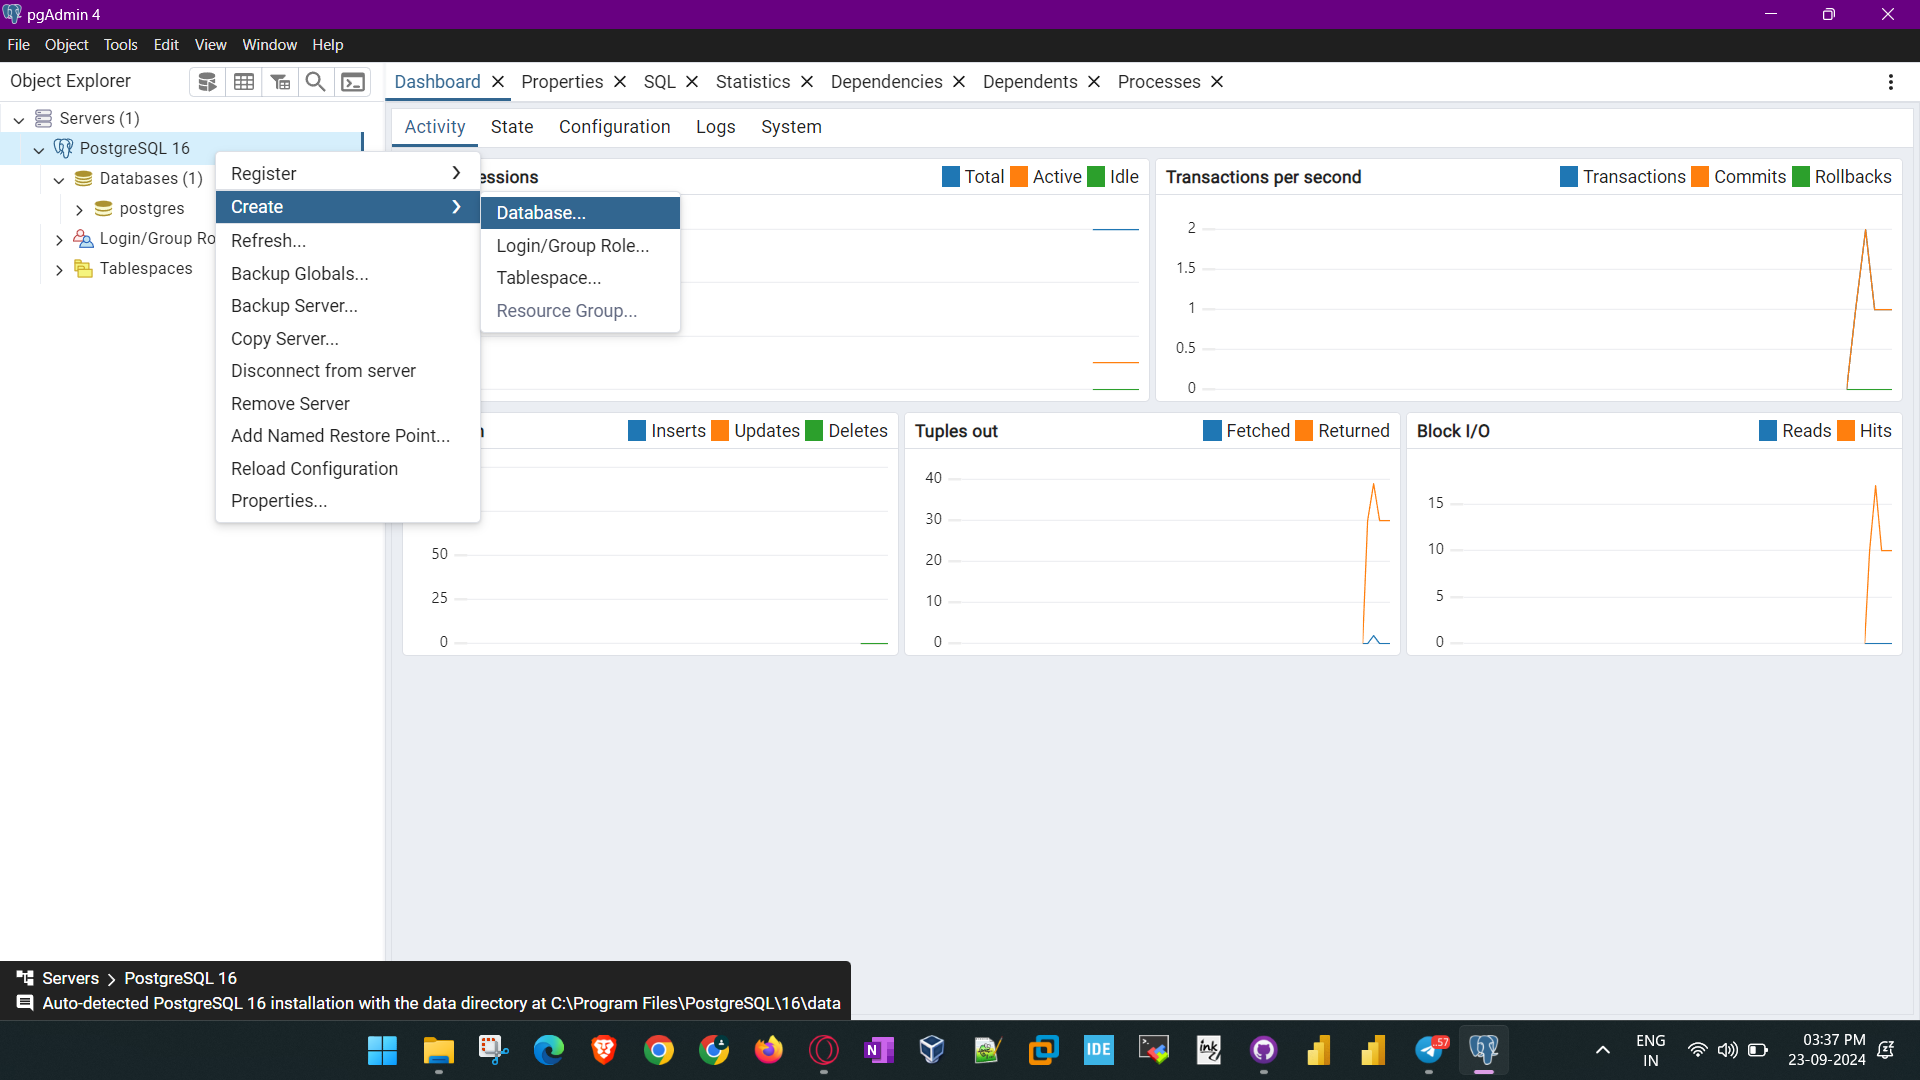 pgAdmin 4
File Object Tools Edit View Window Help
Object Explorer
Dashboard Properties SQL Statistics Dependencies Dependents Processes
Servers (1)
PostgreSQL 16
Databases (1)
postgres
Login/Group Ro
Tablespaces
Register
Create
Refresh...
Backup Globals...
Backup Server...
Copy Server...
Disconnect from server
Remove Server
Add Named Restore Point...
Reload Configuration
Properties...
Database...
Login/Group Role...
Tablespace...
Resource Group...
Activity State Configuration Logs System
essions
Total Active Idle
Transactions per second
Transactions Commits Rollbacks
2
1.5
1
0.5
0
Inserts Updates Deletes
50
25
0
Tuples out
Fetched Returned
40
30
20
10
0
Block I/O
Reads Hits
15
10
5
0
Servers > PostgreSQL 16
Auto-detected PostgreSQL 16 installation with the data directory at C:\Program Files\PostgreSQL\16\data
N
IDE
ink
57
ENG
IN
03:37 PM
23-09-2024